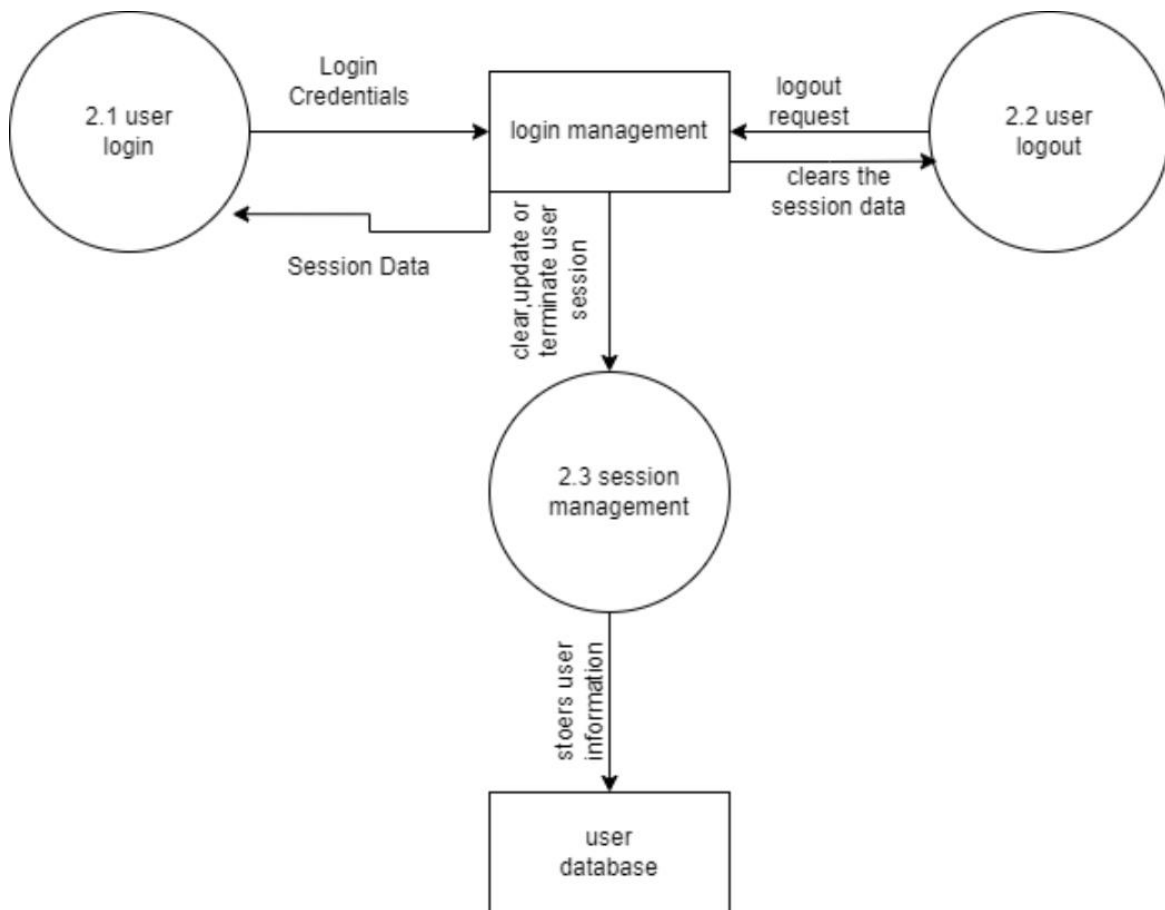 2.1 user
login
Login
Credentials
login management
logout
request
2.2 user
logout
clears the
session data
Session Data
clear,update or
terminate user
session
2.3 session
management
stoers user
information
user
database